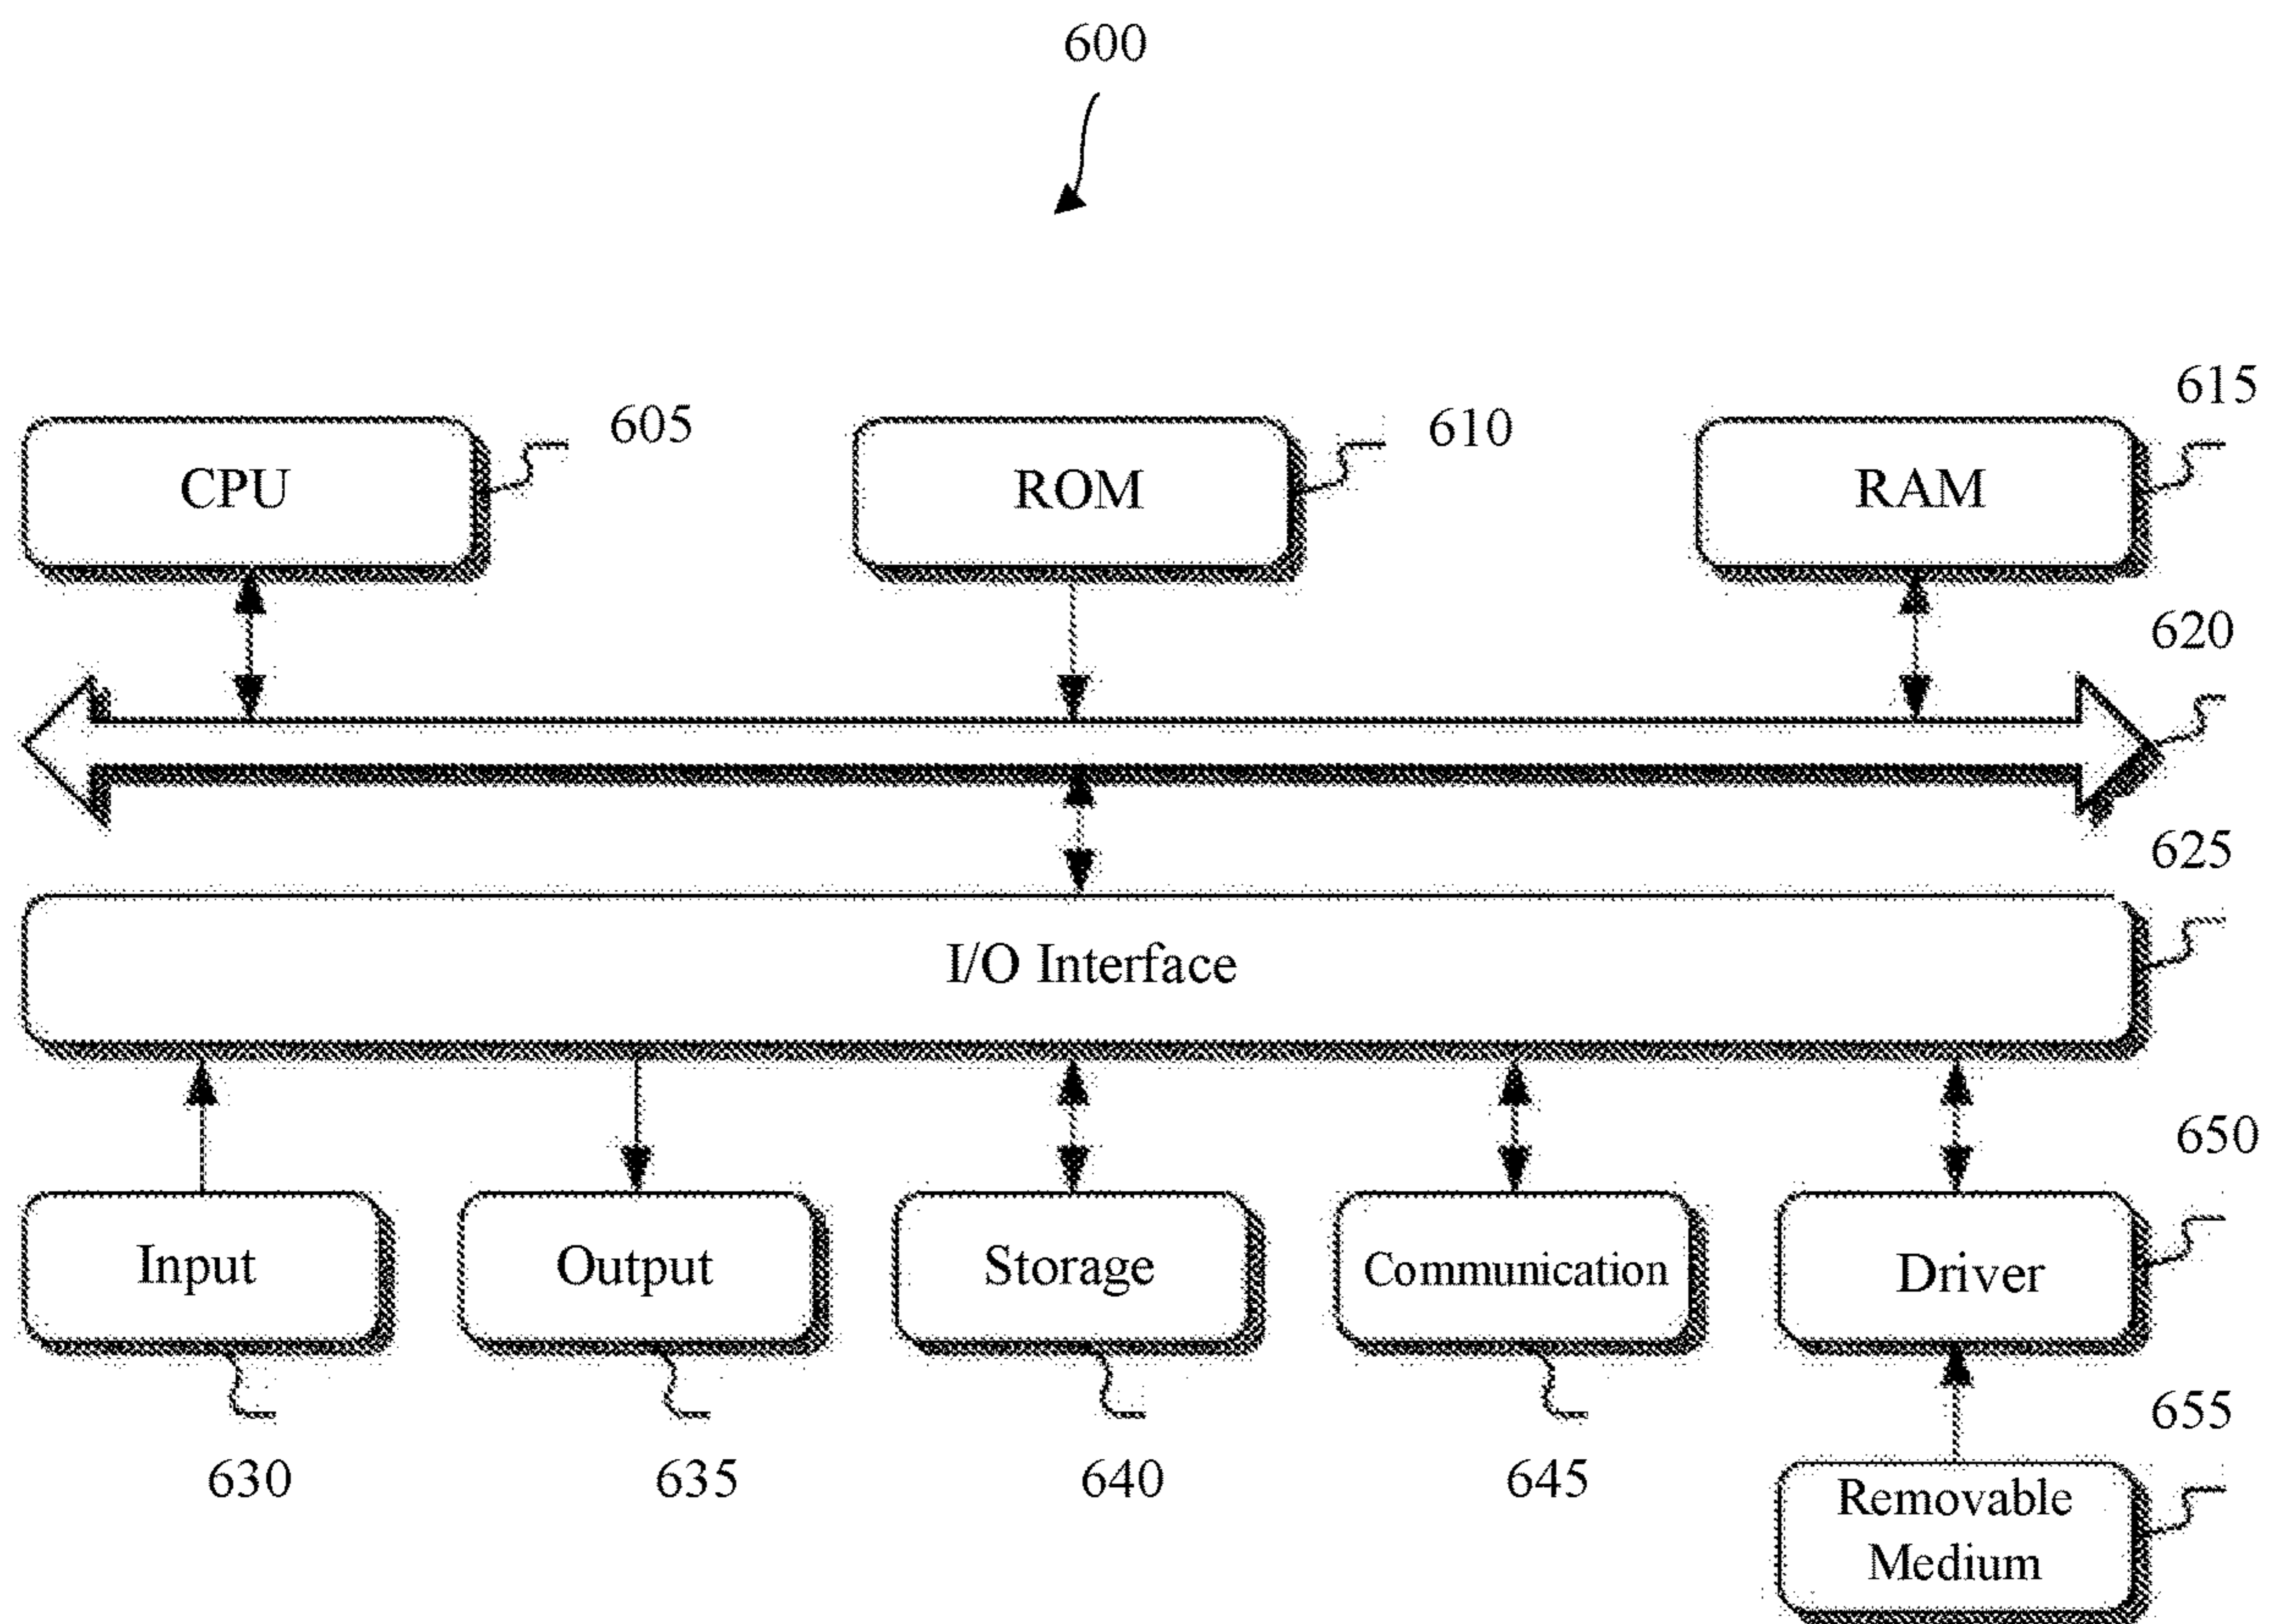 600
605
610
615
CPU
ROM
RAM
620
625
I/O Interface
650
Input
Output
Storage
Communication
Driver
655
630
635
640
645
Removable
Medium